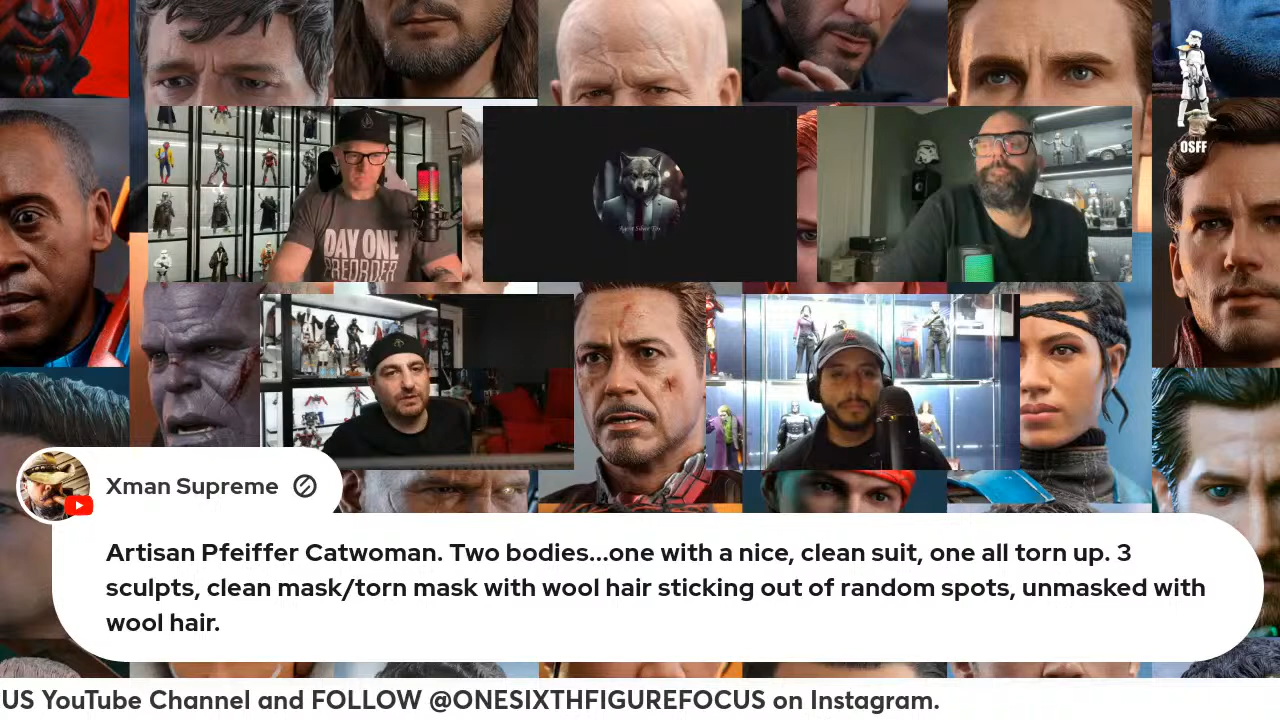 OSFF
DAY ONE
PREORDER
Xman Supreme
Artisan Pfeiffer Catwoman. Two bodies...one with a nice, clean suit, one all torn up. 3
sculpts, clean mask/torn mask with wool hair sticking out of random spots, unmasked with
wool hair.
US YouTube Channel and FOLLOW @ONESIXTHFIGUREFOCUS on Instagram.